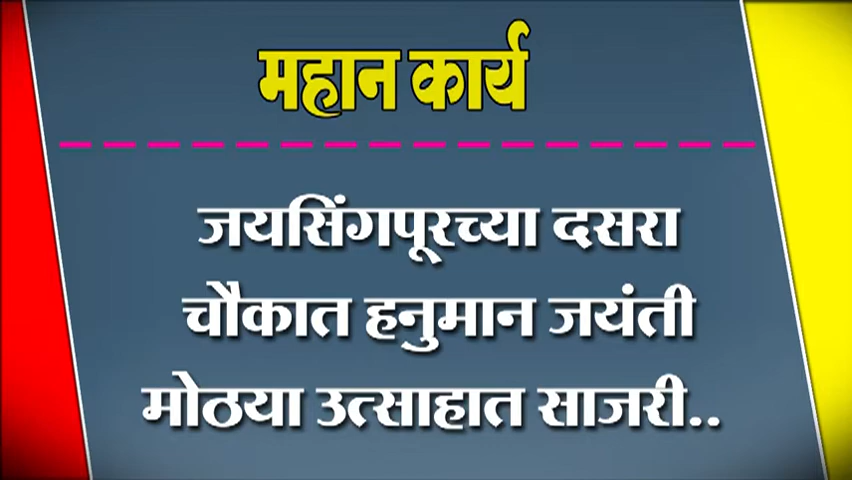 महान कार्य
जयसिंगपूरच्या दसरा
चौकात हनुमान जयंती
मोठया उत्साहात साजरी..